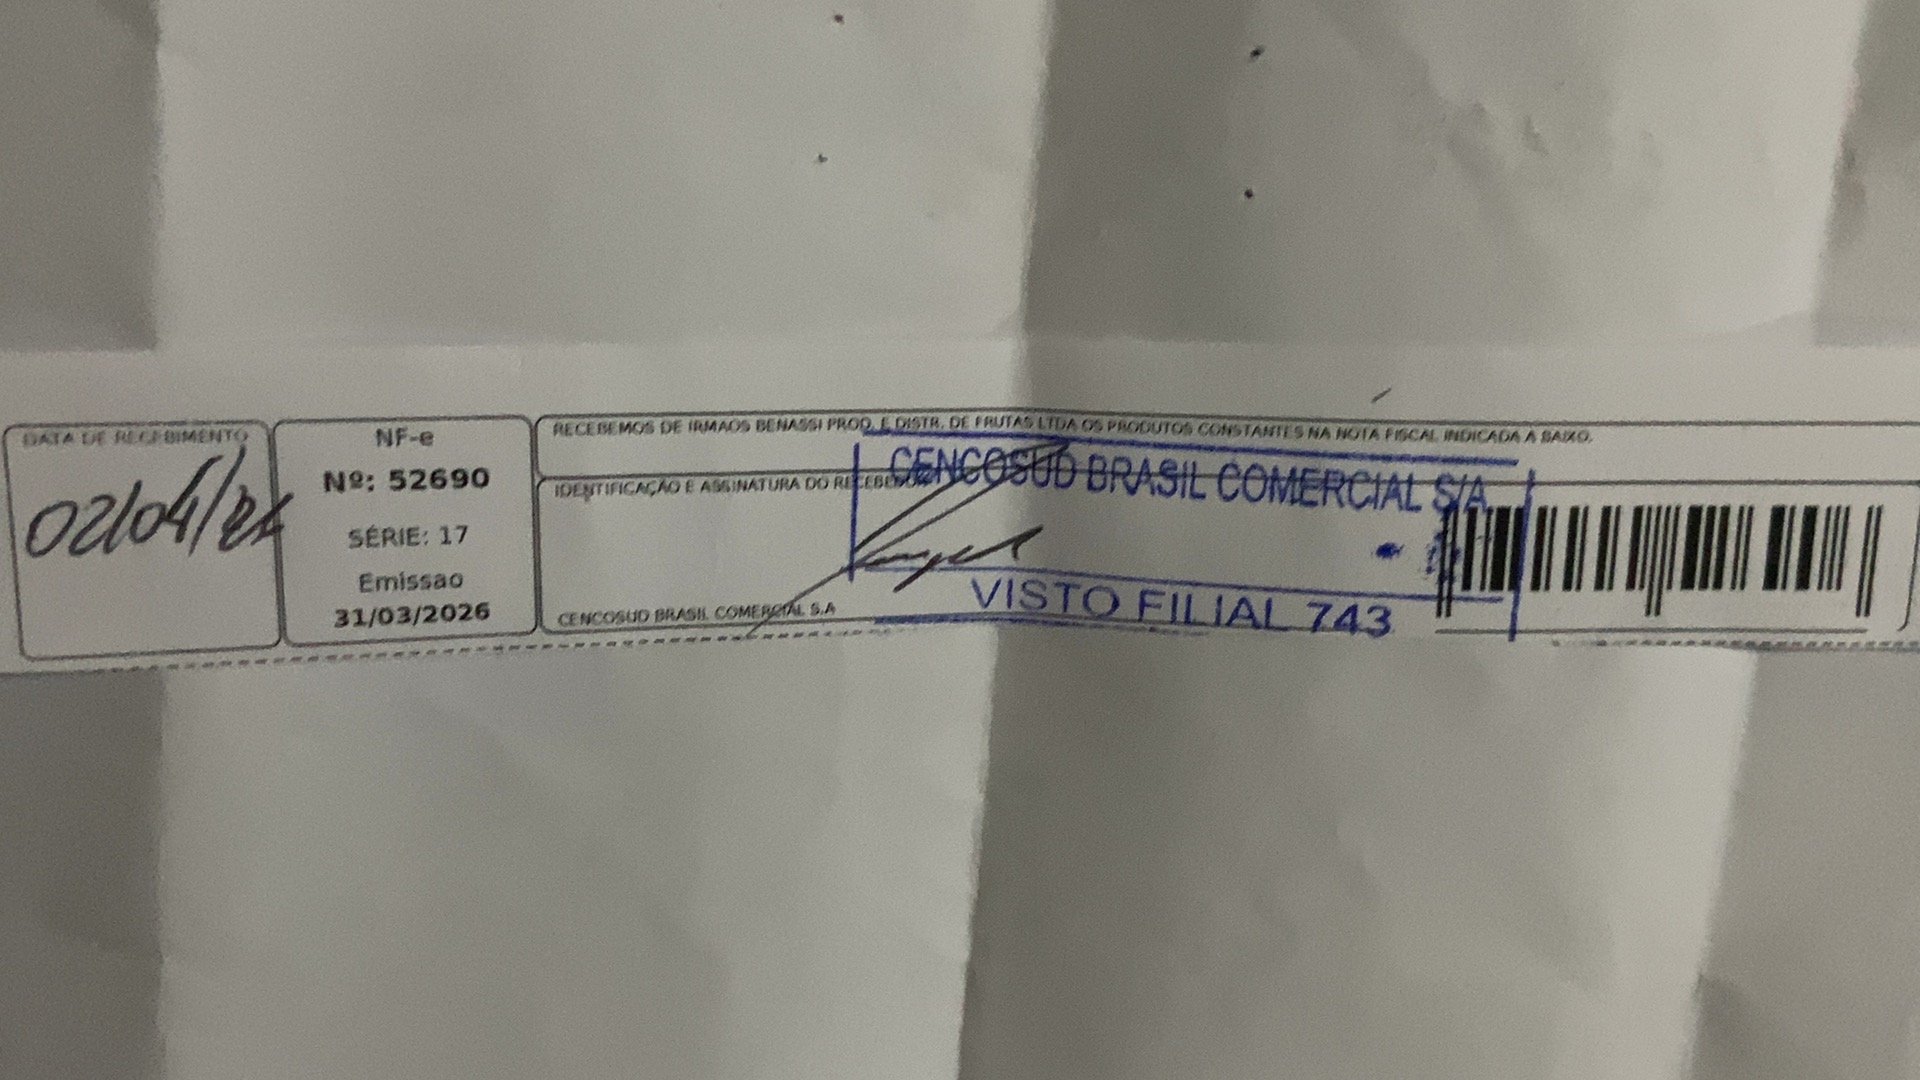 DATA DE RECEBIMENTO
02/04/26
NF-e
Nº: 52690
SÉRIE: 17
Emissao
31/03/2026
RECEBEMOS DE IRMAOS BENASSI PROD. E DISTR. DE FRUTAS LTDA OS PRODUTOS CONSTANTES NA NOTA FISCAL INDICADA A BAIXO.
IDENTIFICAÇÃO E ASSINATURA DO RECEBEDOR
CENCOSUD BRASIL COMERCIAL S/A
VISTO FILIAL 743
CENCOSUD BRASIL COMERCIAL S.A